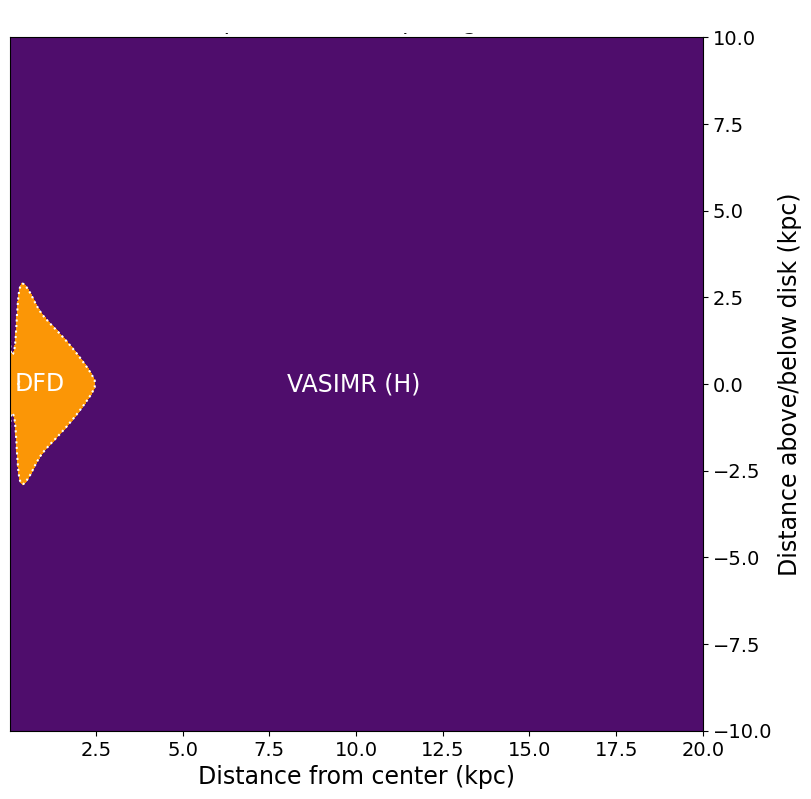 10.0
7.5
5.0
2.5
0.0
−2.5
−5.0
−7.5
−10.0
Distance above/below disk (kpc)
DFD
VASIMR (H)
2.5 5.0 7.5 10.0 12.5 15.0 17.5 20.0
Distance from center (kpc)